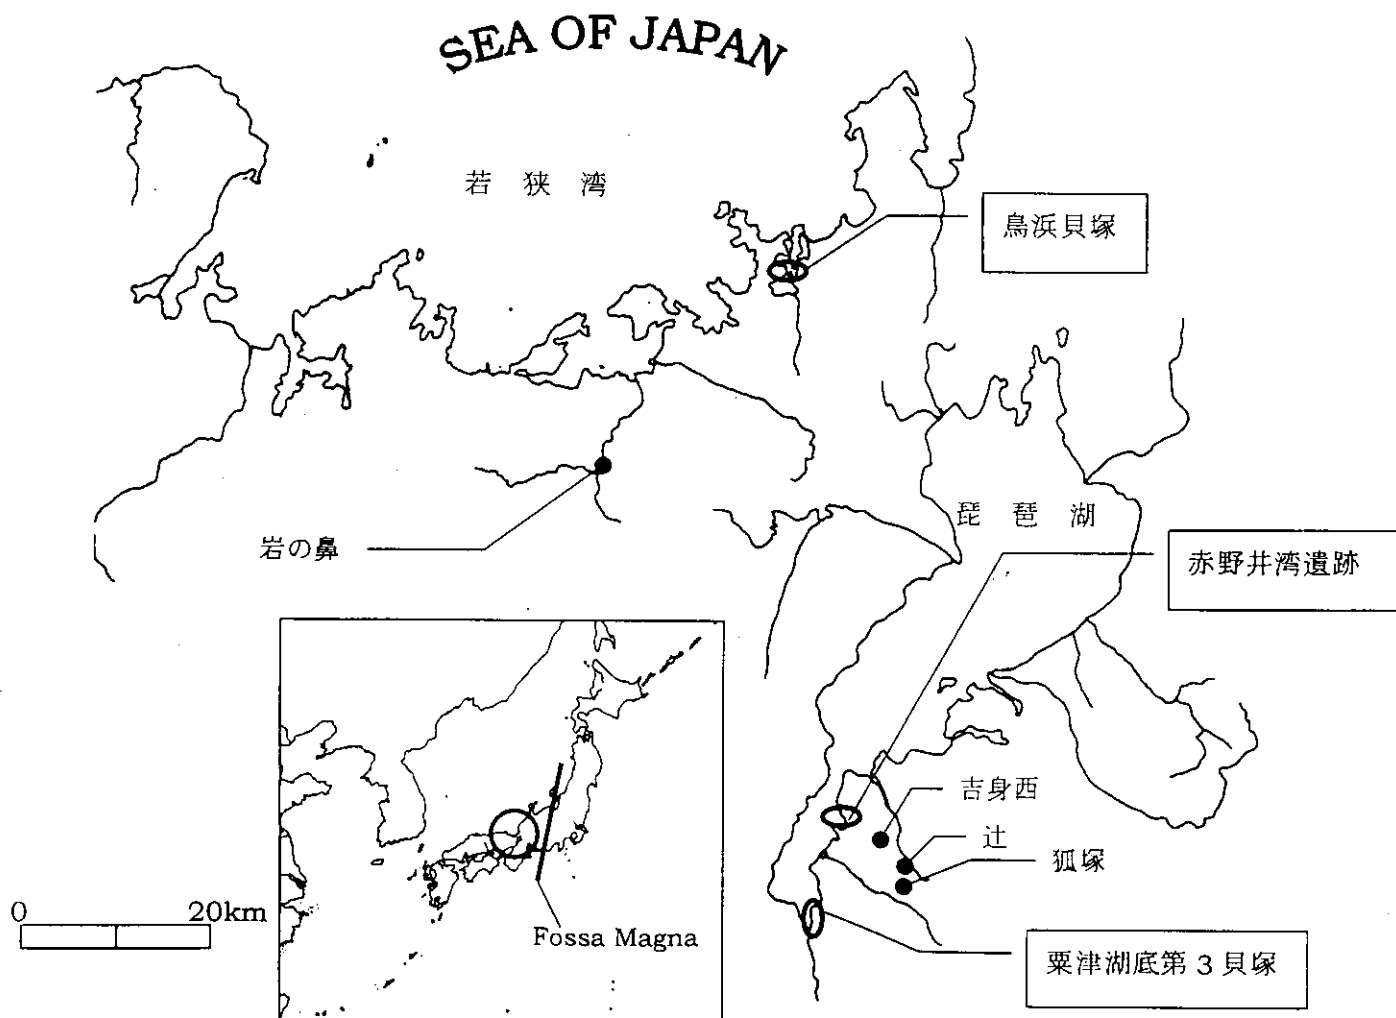 SEA OF JAPAN
若狭湾
鳥浜貝塚
琵琶湖
岩の鼻
赤野井湾遺跡
吉身西
辻
狐塚
0 20km
Fossa Magna
粟津湖底第3貝塚